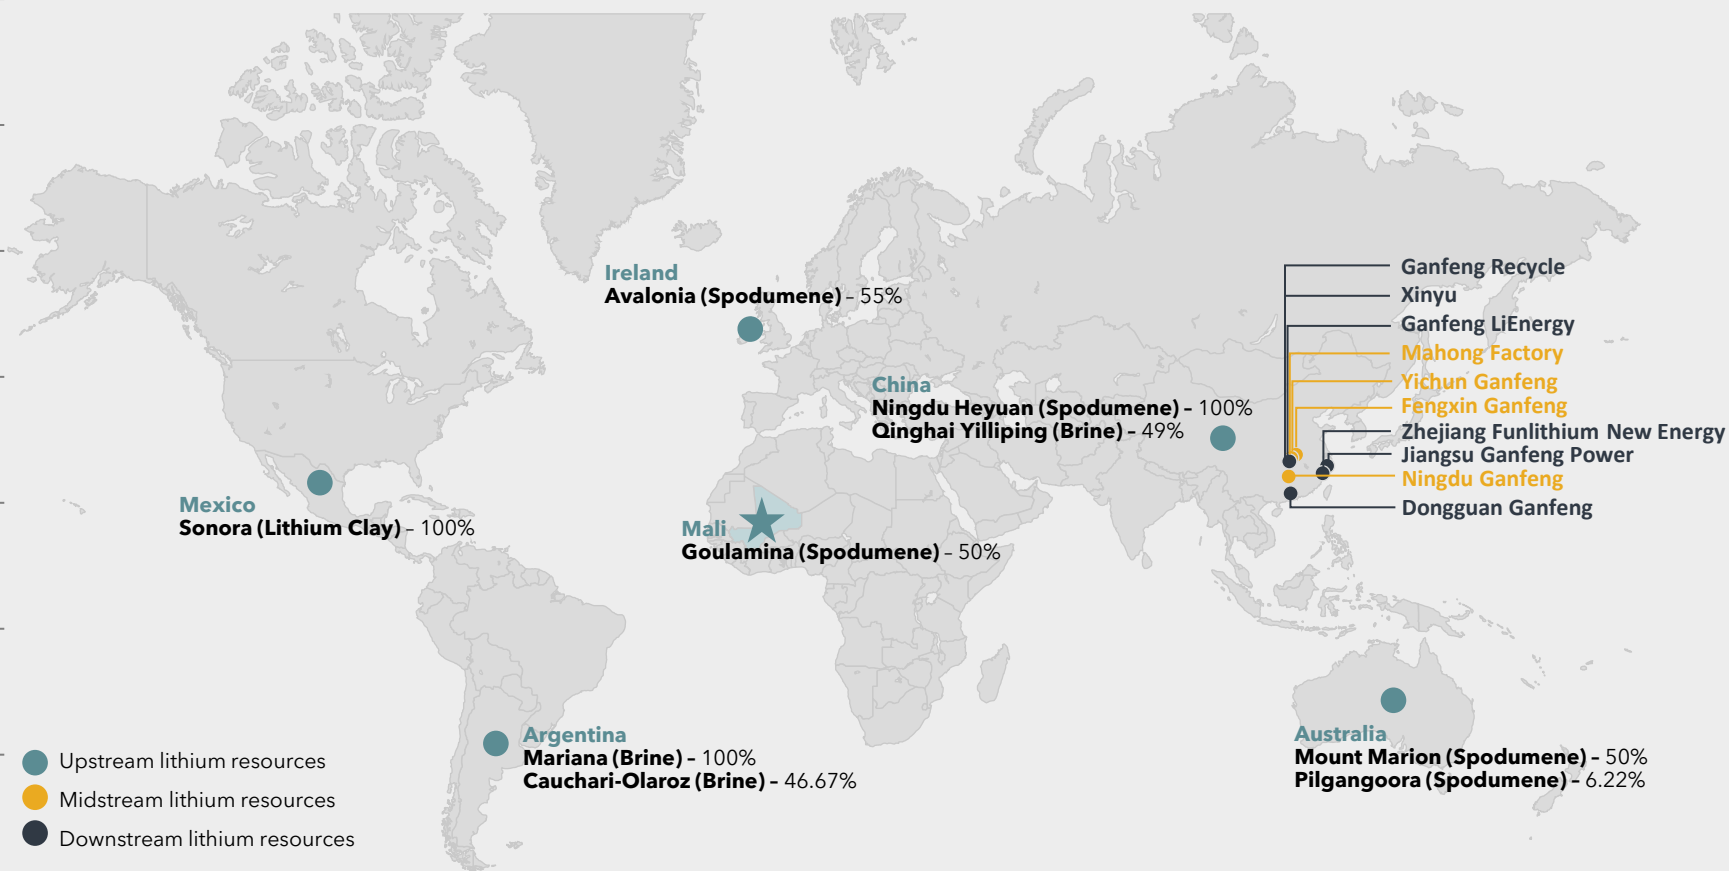 Ireland
Avalonia (Spodumene) – 55%
China
Ningdu Heyuan (Spodumene) – 100%
Qinghai Yilliping (Brine) – 49%
Ganfeng Recycle
Xinyu
Ganfeng LiEnergy
Mahong Factory
Yichun Ganfeng
Fengxin Ganfeng
Zhejiang Funlithium New Energy
Jiangsu Ganfeng Power
Ningdu Ganfeng
Dongguan Ganfeng
Mexico
Sonora (Lithium Clay) – 100%
Mali
Goulamina (Spodumene) – 50%
Argentina
Mariana (Brine) – 100%
Cauchari-Olaroz (Brine) – 46.67%
Australia
Mount Marion (Spodumene) – 50%
Pilgangoora (Spodumene) – 6.22%
Upstream lithium resources
Midstream lithium resources
Downstream lithium resources